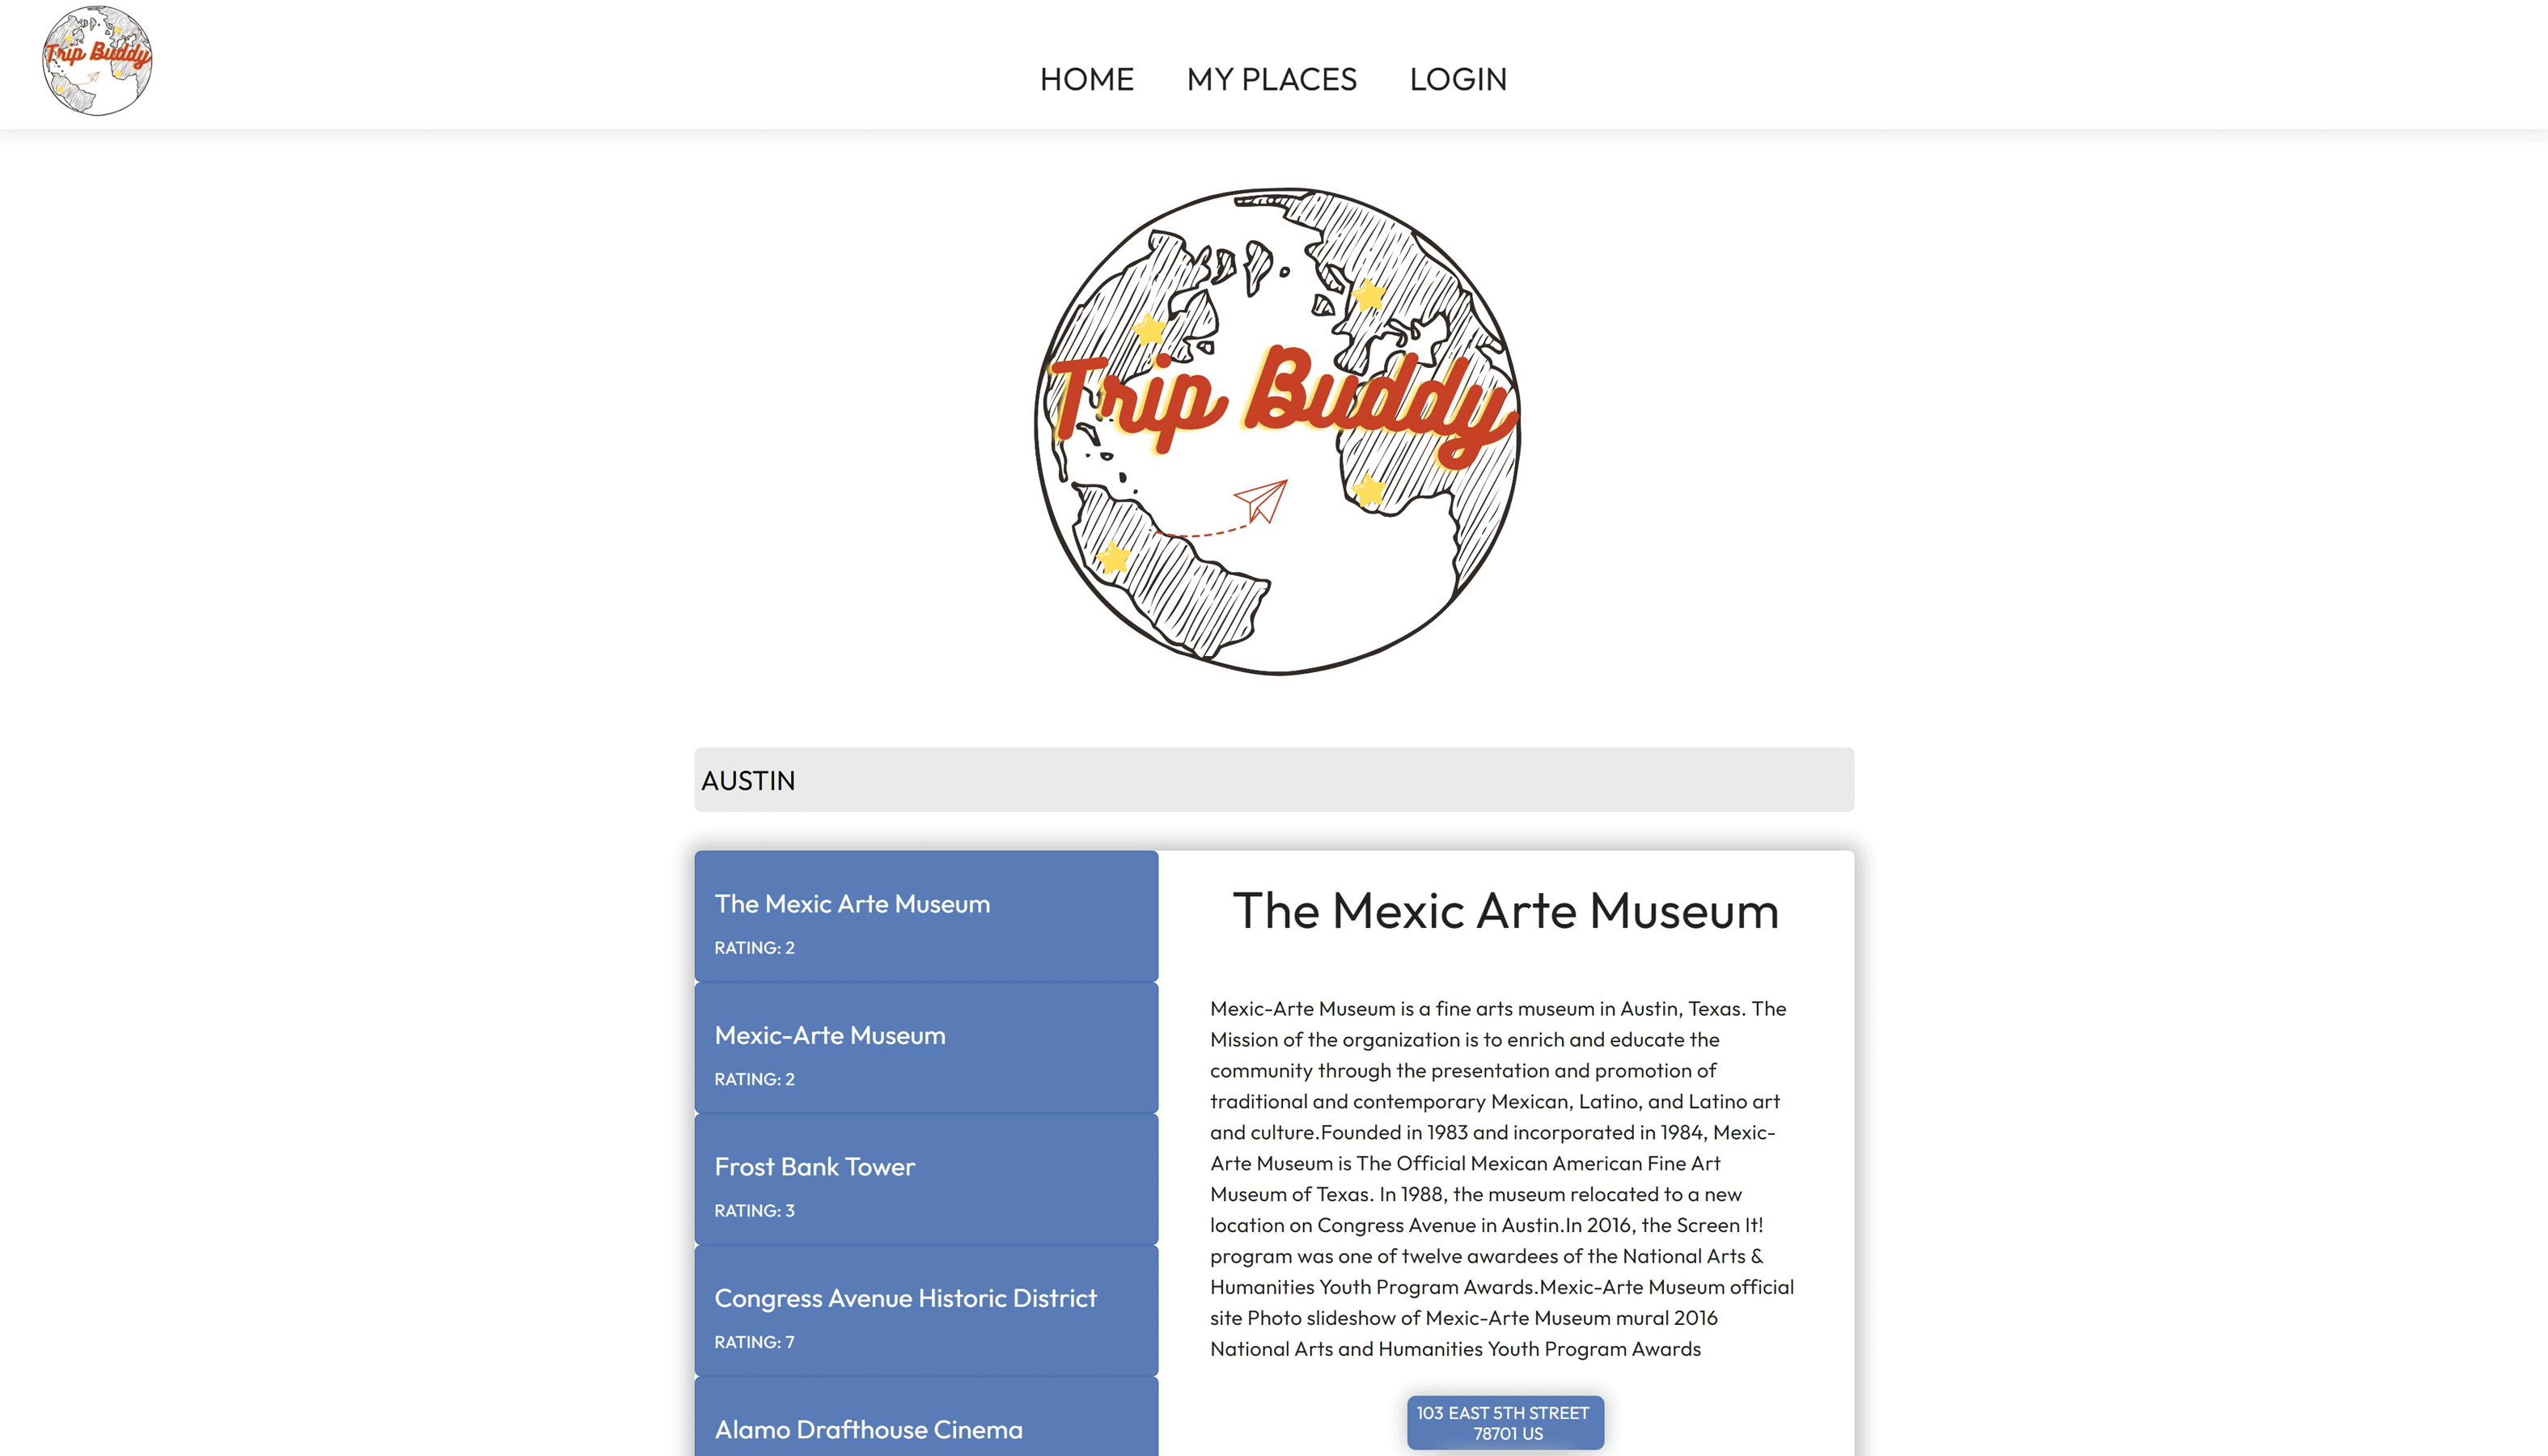 Trip Buddy
HOME
MY PLACES
LOGIN
Trip Buddy
AUSTIN
The Mexic Arte Museum
RATING: 2
Mexic-Arte Museum
RATING: 2
Frost Bank Tower
RATING: 3
Congress Avenue Historic District
RATING: 7
Alamo Drafthouse Cinema
The Mexic Arte Museum
Mexic-Arte Museum is a fine arts museum in Austin, Texas. The
Mission of the organization is to enrich and educate the
community through the presentation and promotion of
traditional and contemporary Mexican, Latino, and Latino art
and culture.Founded in 1983 and incorporated in 1984, Mexic-
Arte Museum is The Official Mexican American Fine Art
Museum of Texas. In 1988, the museum relocated to a new
location on Congress Avenue in Austin.In 2016, the Screen It!
program was one of twelve awardees of the National Arts &
Humanities Youth Program Awards.Mexic-Arte Museum official
site Photo slideshow of Mexic-Arte Museum mural 2016
National Arts and Humanities Youth Program Awards
103 EAST 5TH STREET
78701 US